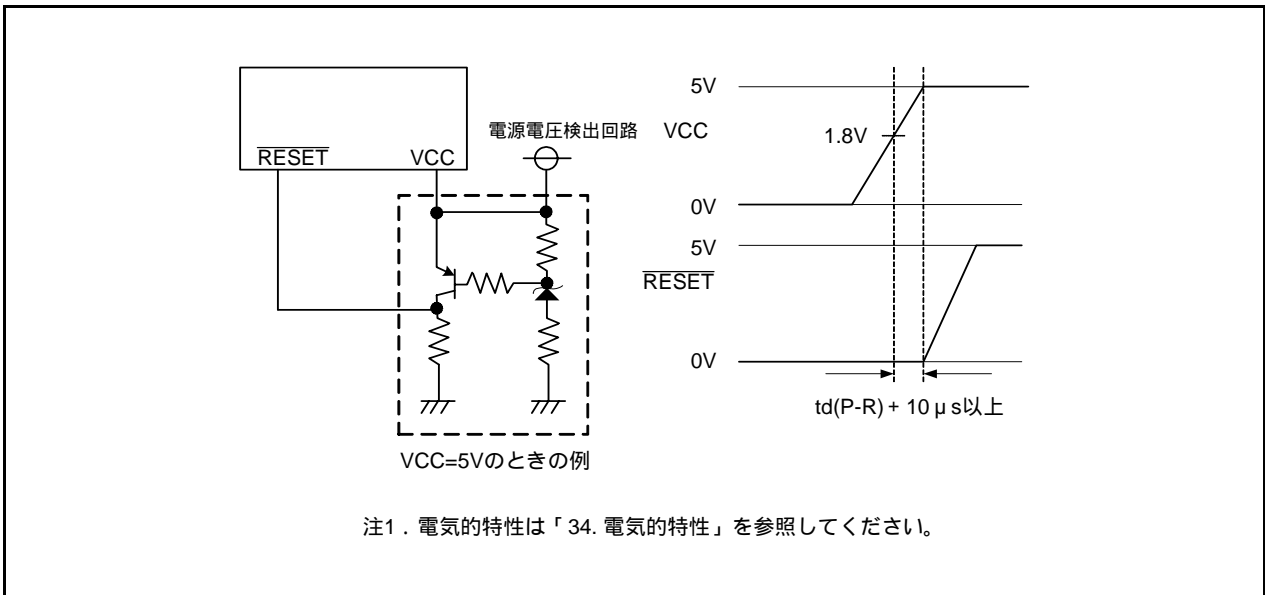 RESET VCC
電源電圧検出回路
VCC=5Vのときの例
5V
VCC
1.8V
0V
5V
RESET
0V
td(P-R) + 10 μs以上
注1．電気的特性は「34. 電気的特性」を参照してください。